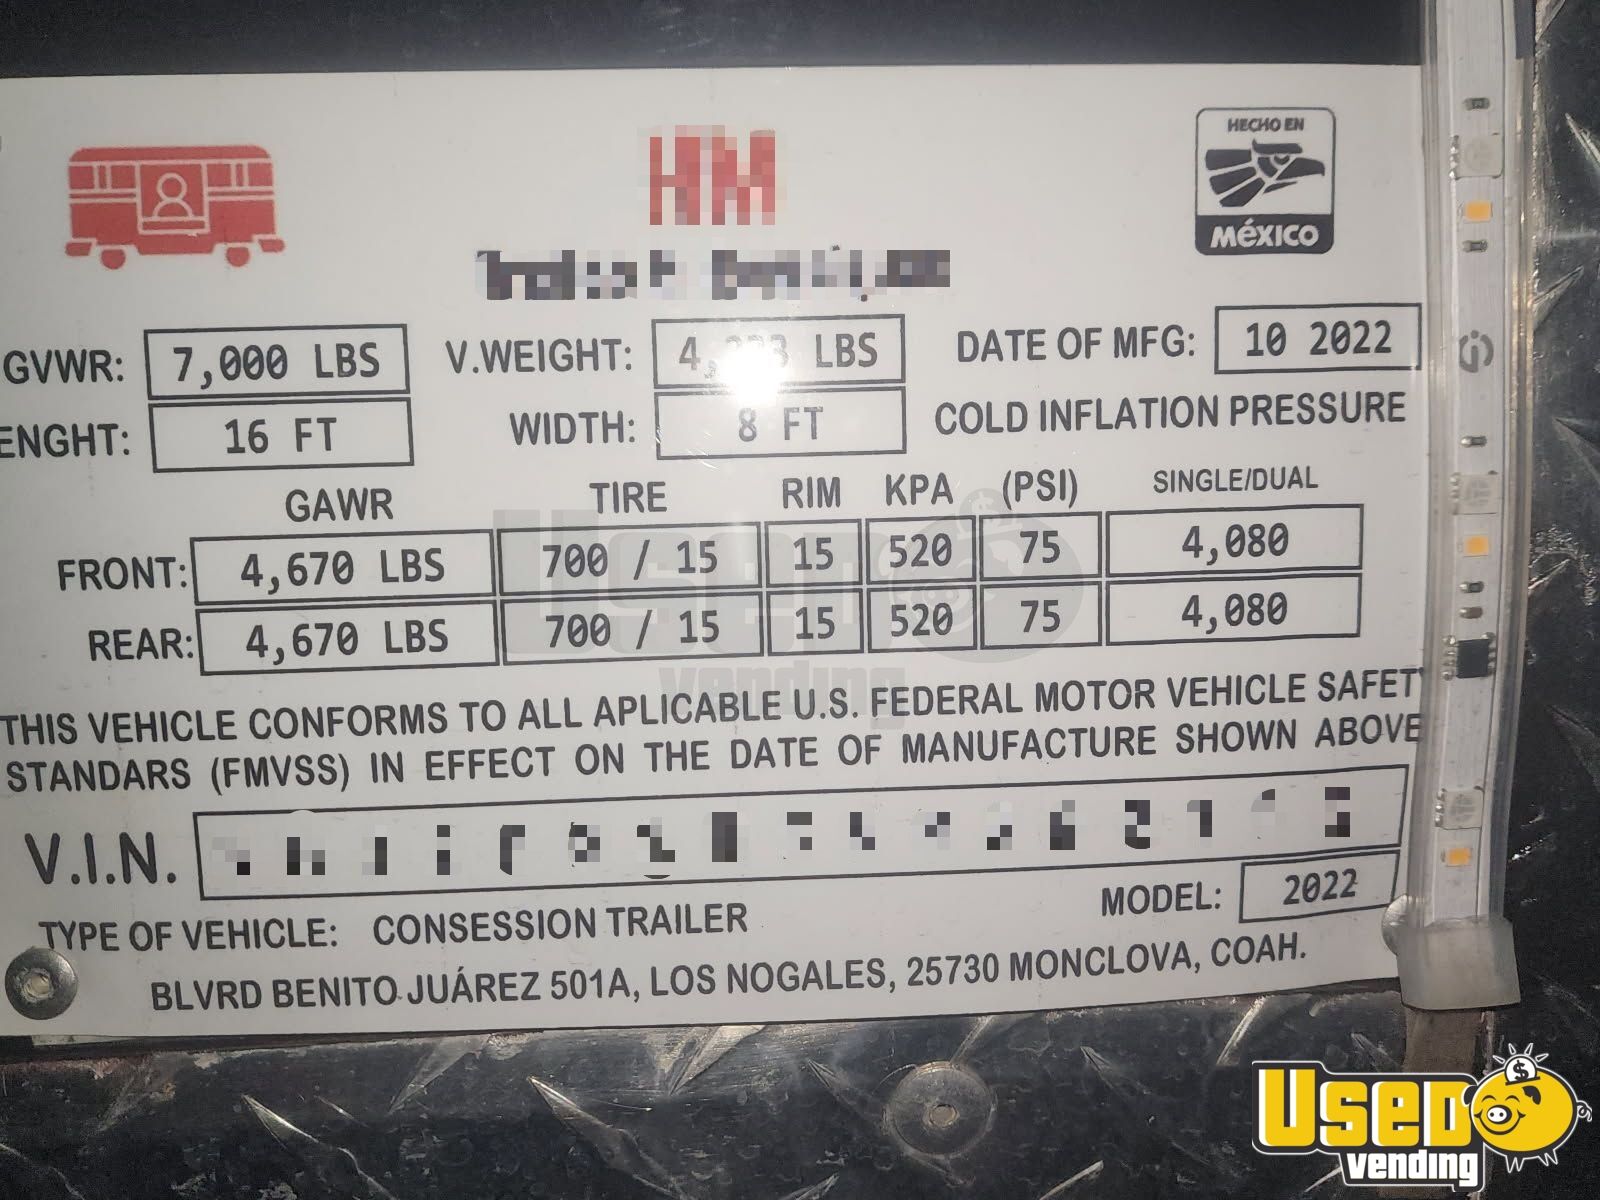 HECHO EN
MÉXICO
HM
GVWR: 7,000 LBS V.WEIGHT: LBS DATE OF MFG: 10 2022
ENGHT: 16 FT WIDTH: 8 FT COLD INFLATION PRESSURE
GAWR TIRE RIM KPA (PSI) SINGLE/DUAL
FRONT: 4,670 LBS 700 / 15 15 520 75 4,080
REAR: 4,670 LBS 700 / 15 15 520 75 4,080
THIS VEHICLE CONFORMS TO ALL APLICABLE U.S. FEDERAL MOTOR VEHICLE SAFETY
STANDARS (FMVSS) IN EFFECT ON THE DATE OF MANUFACTURE SHOWN ABOVE
V.I.N.
MODEL: 2022
TYPE OF VEHICLE: CONSESSION TRAILER
BLVRD BENITO JUÁREZ 501A, LOS NOGALES, 25730 MONCLOVA, COAH.
Used
vending
Used
vending